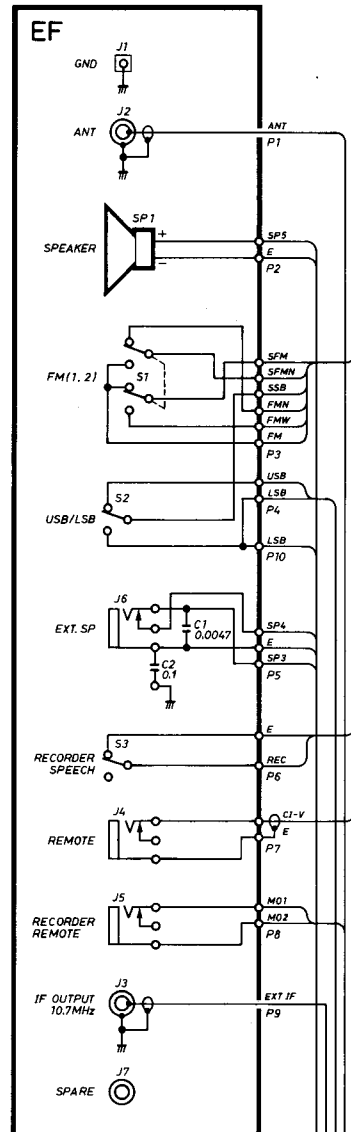 EF
J1
GND
J2
ANT
ANT
P1
SP1
+
SP5
SPEAKER
E
−
P2
SFM
SFMN
FM(1, 2)
S1
SSB
FMN
FMW
FM
P3
USB
S2
LSB
P4
USB/LSB
LSB
P10
J6
C1
0.0047
EXT. SP
SP4
E
C2
0.1
SP3
P5
E
S3
RECORDER
SPEECH
REC
P6
J4
CI-V
REMOTE
E
P7
J5
MO1
RECORDER
REMOTE
MO2
P8
J3
IF OUTPUT
10.7MHz
EXT IF
P9
J7
SPARE